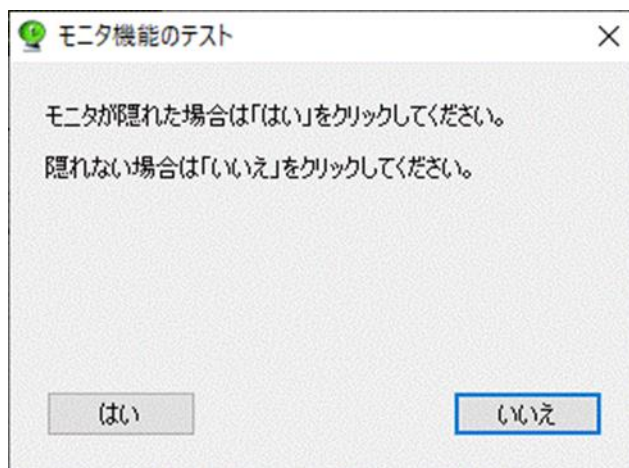 モニタ機能のテスト
モニタが隠れた場合は「はい」をクリックしてください。
隠れない場合は「いいえ」をクリックしてください。
はい
いいえ